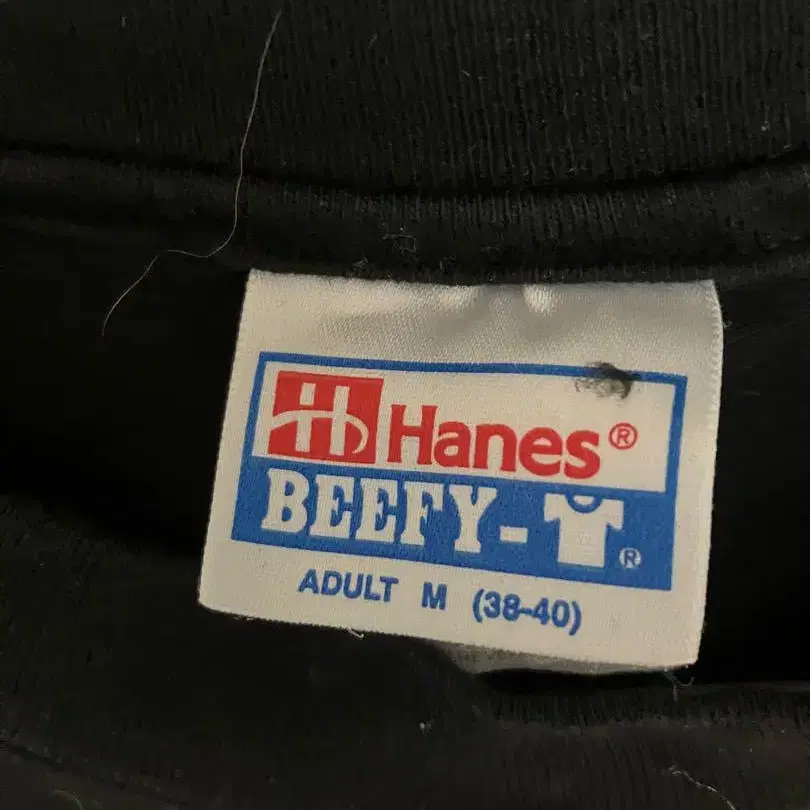 H Hanes®
BEEFY-T®
ADULT M (38-40)